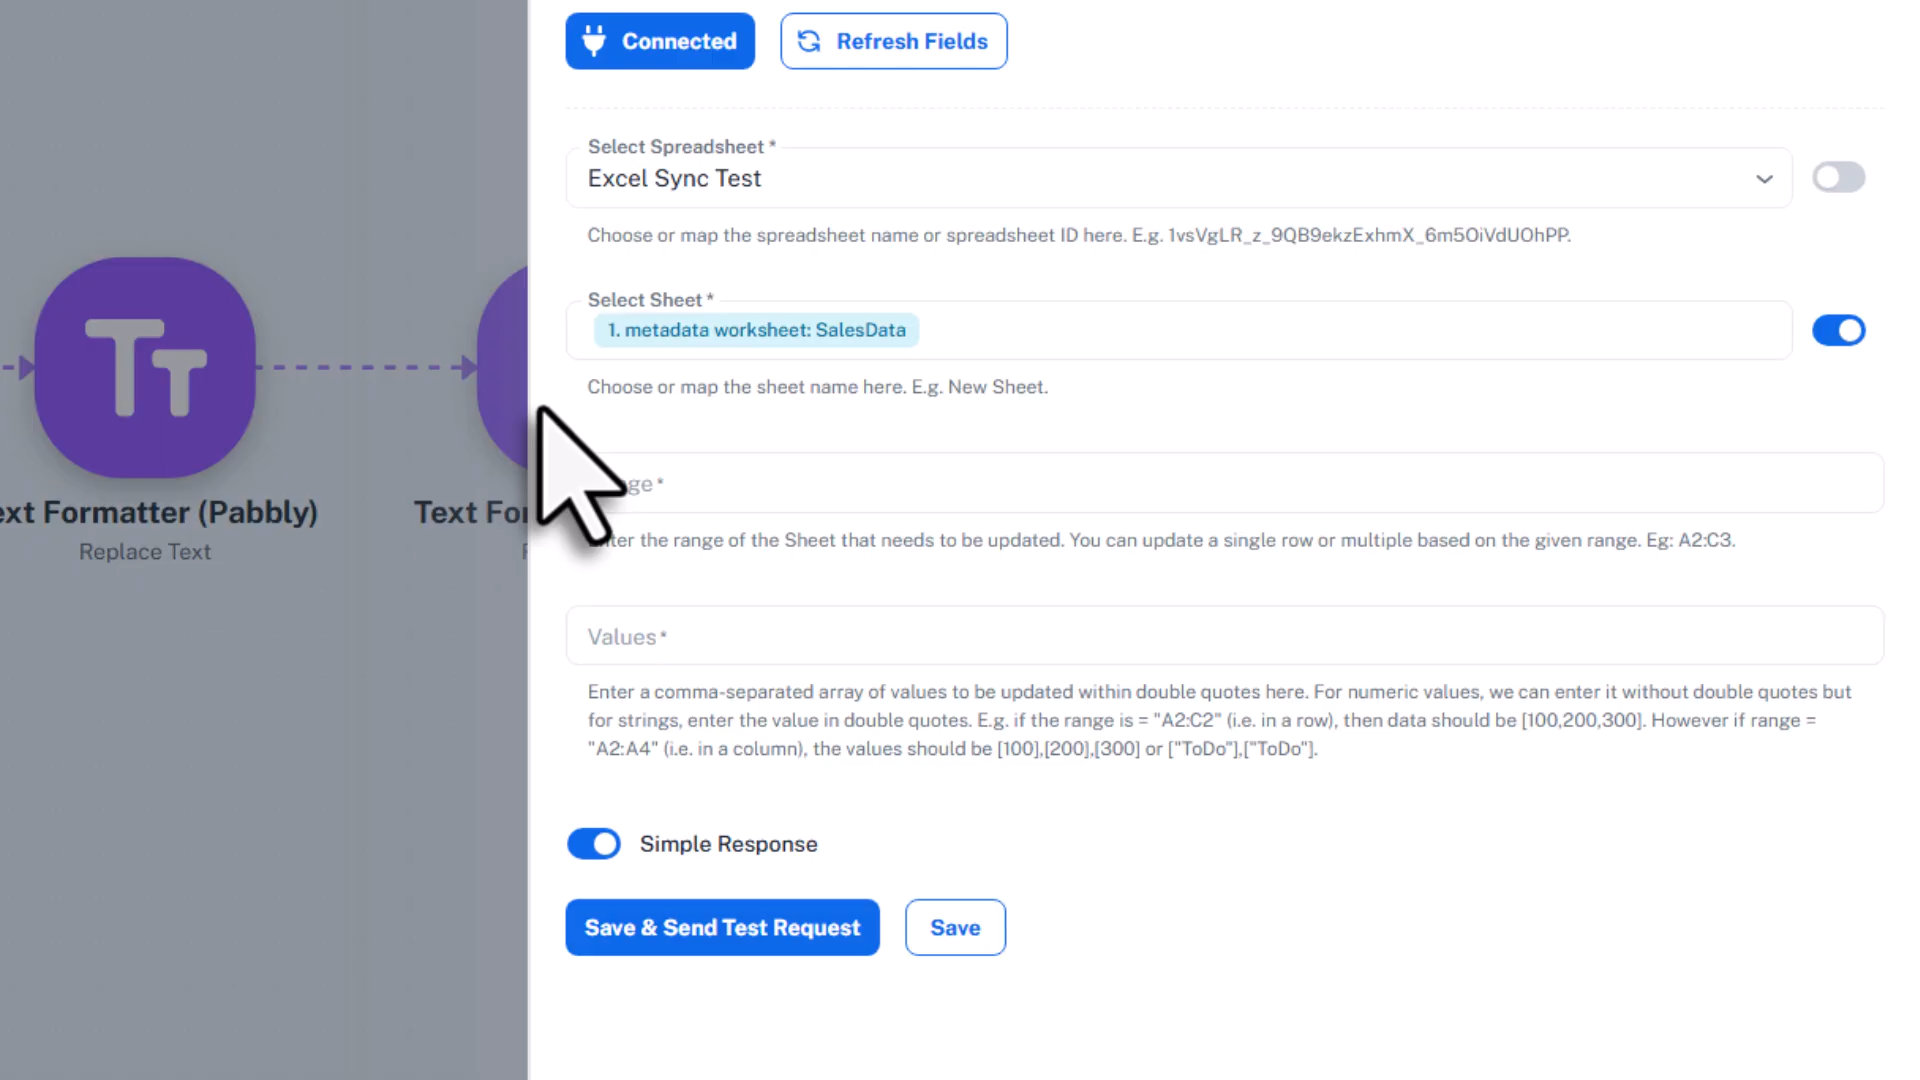 Connected
Refresh Fields
Select Spreadsheet *
Excel Sync Test
Choose or map the spreadsheet name or spreadsheet ID here. E.g. 1vsVgLR_z_9QB9ekzExhmX_6m5OiVdUOhPP.
Select Sheet *
1. metadata worksheet: SalesData
Choose or map the sheet name here. E.g. New Sheet.
ge *
ter the range of the Sheet that needs to be updated. You can update a single row or multiple based on the given range. Eg: A2:C3.
Values *
Enter a comma-separated array of values to be updated within double quotes here. For numeric values, we can enter it without double quotes but
for strings, enter the value in double quotes. E.g. if the range is = "A2:C2" (i.e. in a row), then data should be [100,200,300]. However if range =
"A2:A4" (i.e. in a column), the values should be [100],[200],[300] or ["ToDo"],["ToDo"].
Simple Response
Save & Send Test Request
Save
Tt
ext Formatter (Pabbly)
Replace Text
Text For